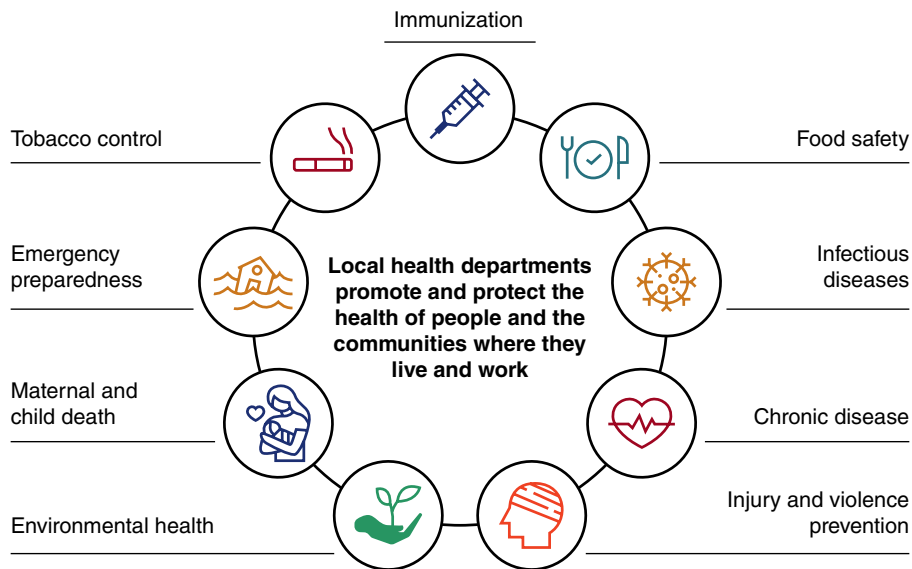 Immunization
Tobacco control
Food safety
Emergency
preparedness
Infectious
diseases
Local health departments
promote and protect the
health of people and the
communities where they
live and work
Maternal and
child death
Chronic disease
Environmental health
Injury and violence
prevention